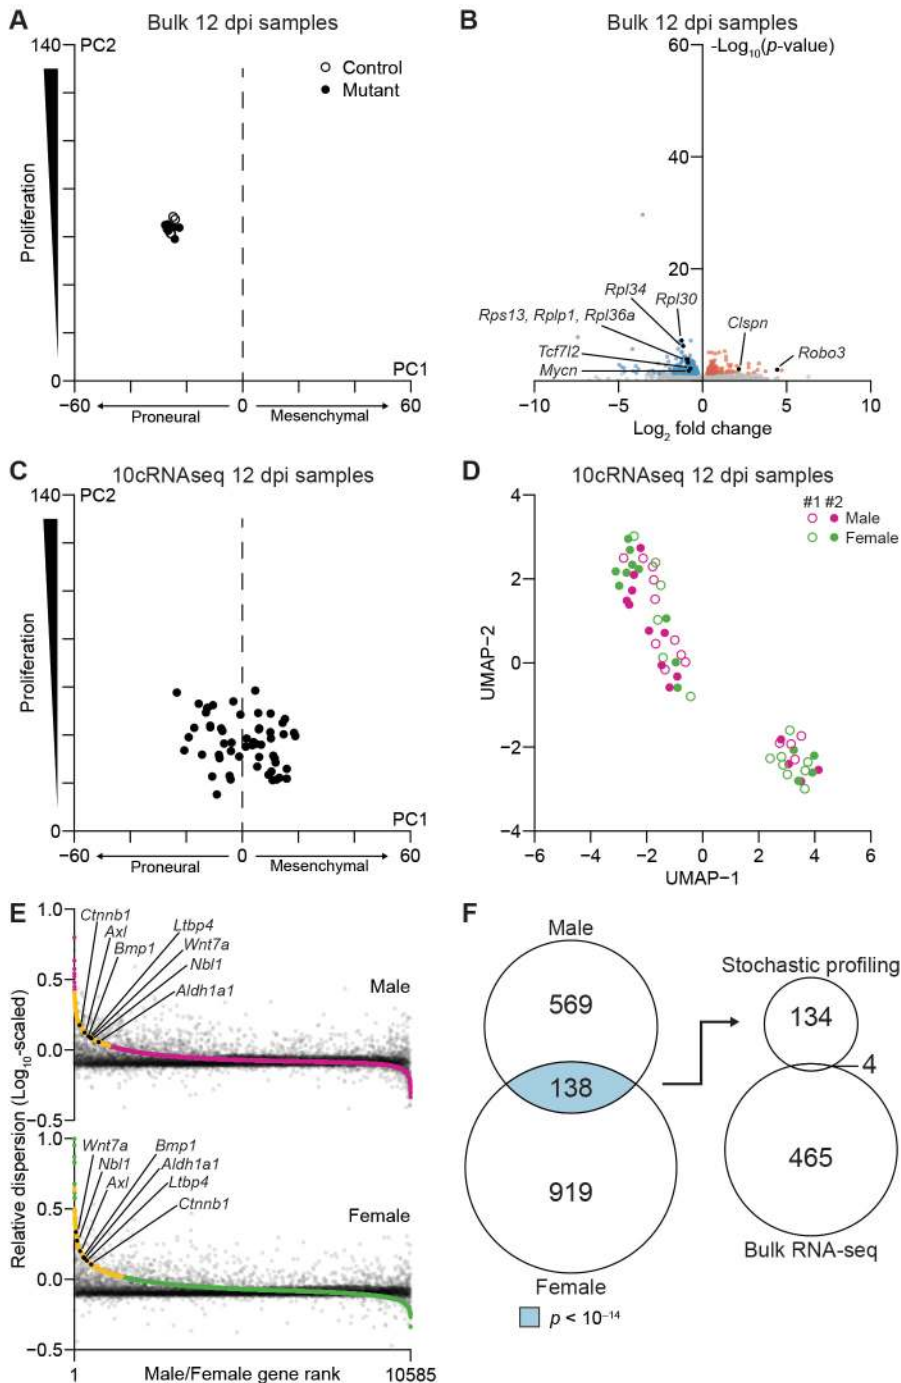 A
Bulk 12 dpi samples
140
PC2
Control
Mutant
Proliferation
0
PC1
−60
Proneural
0
Meschymal
60
B
Bulk 12 dpi samples
60
-Log10(p-value)
40
20
Rpl34
Rpl30
Rps13, Rplp1, Rpl36a
Clspn
Tcf7l2
Robo3
Mycn
0
−10
−5
0
5
10
Log2 fold change
C
10cRNAseq 12 dpi samples
140
PC2
Proliferation
0
PC1
−60
Proneural
0
Mesenchymal
60
D
10cRNAseq 12 dpi samples
4
#1 #2
Male
Female
2
UMAP−2
0
−2
−4
−6
−4
−2
0
2
4
6
UMAP−1
E
1.0
Ctnnb1
Axl
Bmp1
Ltbp4
Wnt7a
Nbl1
Aldh1a1
0.5
Male
0.0
−0.5
Relative dispersion (Log10-scaled)
1.0
Wnt7a
Nbl1
Axl
Bmp1
Aldh1a1
Ltbp4
Ctnnb1
0.5
Female
0.0
−0.5
1
Male/Female gene rank
10585
F
Male
569
138
919
Female
p < 10−14
Stochastic profiling
134
4
465
Bulk RNA-seq